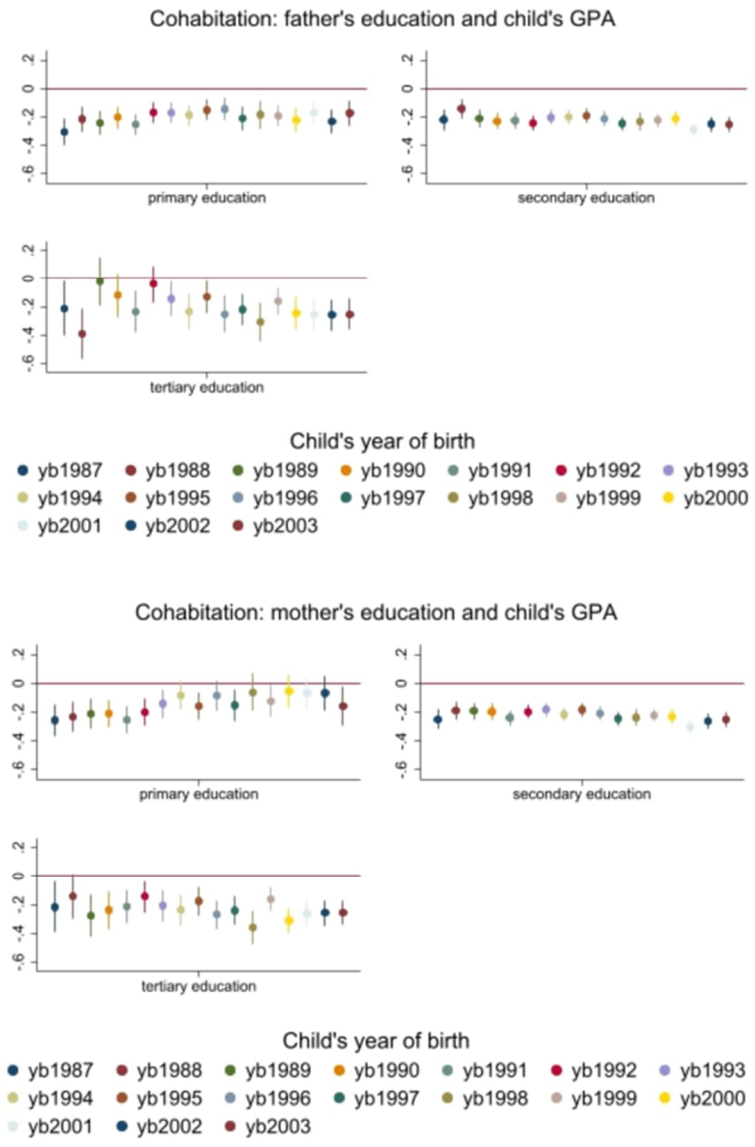 Cohabitation: father's education and child's GPA
.2
0
-.2
-.4
-.6
primary education
.2
0
-.2
-.4
-.6
secondary education
.2
0
-.2
-.4
-.6
tertiary education
Child's year of birth
yb1987 yb1988 yb1989 yb1990 yb1991 yb1992 yb1993
yb1994 yb1995 yb1996 yb1997 yb1998 yb1999 yb2000
yb2001 yb2002 yb2003
Cohabitation: mother's education and child's GPA
.2
0
-.2
-.4
-.6
primary education
.2
0
-.2
-.4
-.6
secondary education
.2
0
-.2
-.4
-.6
tertiary education
Child's year of birth
yb1987 yb1988 yb1989 yb1990 yb1991 yb1992 yb1993
yb1994 yb1995 yb1996 yb1997 yb1998 yb1999 yb2000
yb2001 yb2002 yb2003